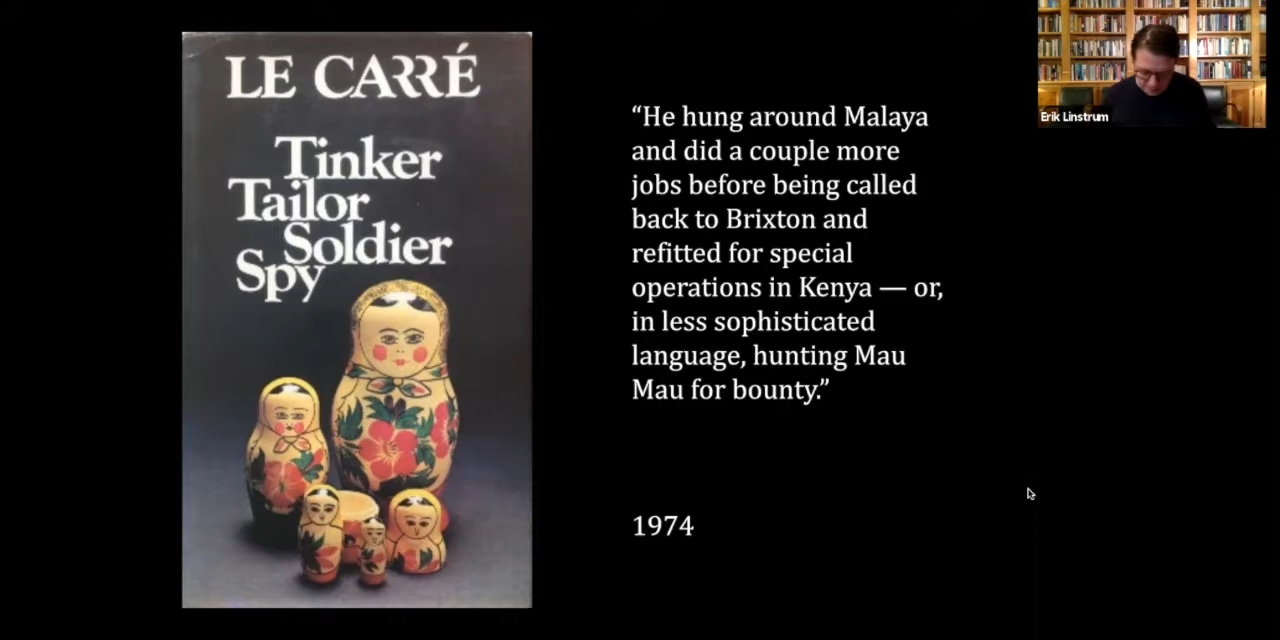 LE CARRÉ
Tinker
Tailor
Soldier
Spy
“He hung around Malaya
and did a couple more
jobs before being called
back to Brixton and
refitted for special
operations in Kenya — or,
in less sophisticated
language, hunting Mau
Mau for bounty.”
1974
Erik Linstrum